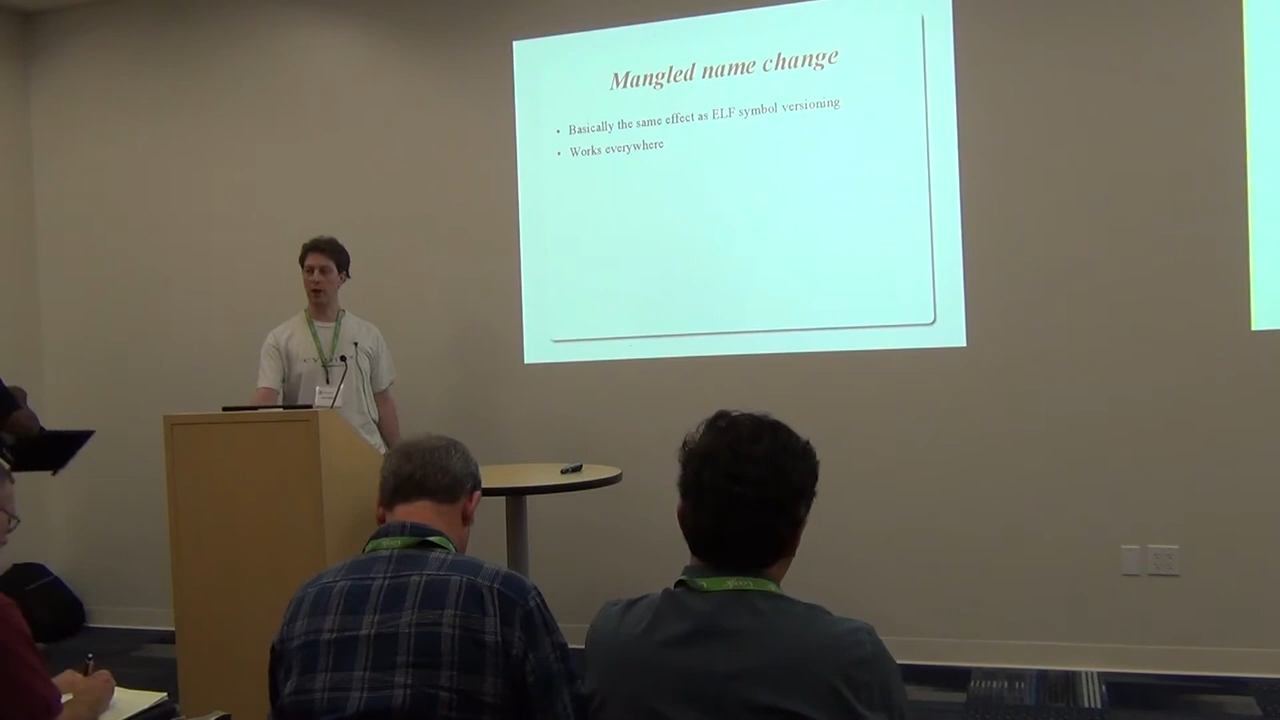 Mangled name change
• Basically the same effect as ELF symbol versioning
• Works everywhere